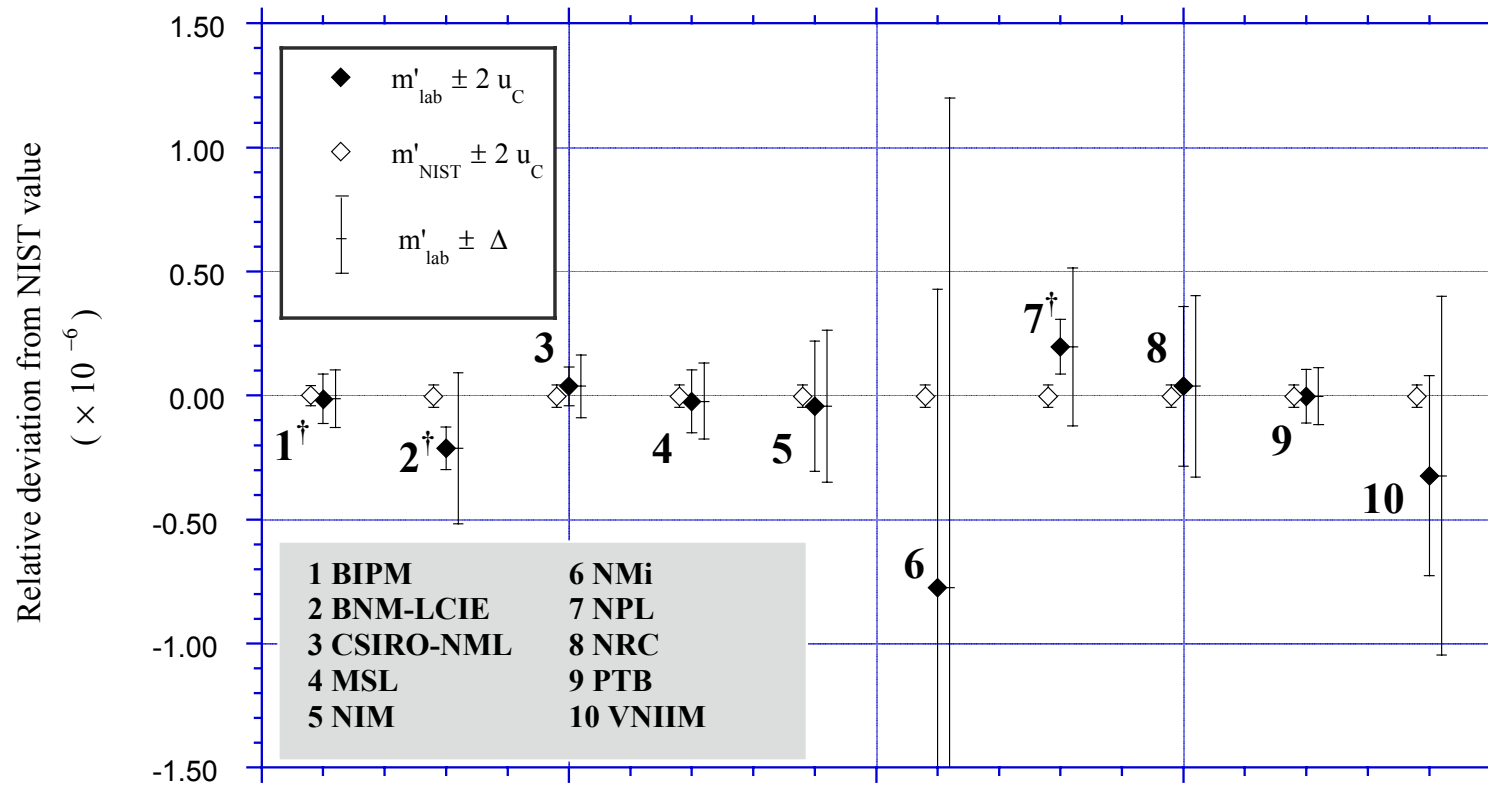 Relative deviation from NIST value
( × 10 −6 )
1.50
1.00
0.50
0.00
-0.50
-1.00
-1.50
m'lab ± 2 uC
m'NIST ± 2 uC
m'lab ± Δ
1†
2†
3
4
5
6
7†
8
9
10
1 BIPM
2 BNM-LCIE
3 CSIRO-NML
4 MSL
5 NIM
6 NMi
7 NPL
8 NRC
9 PTB
10 VNIIM